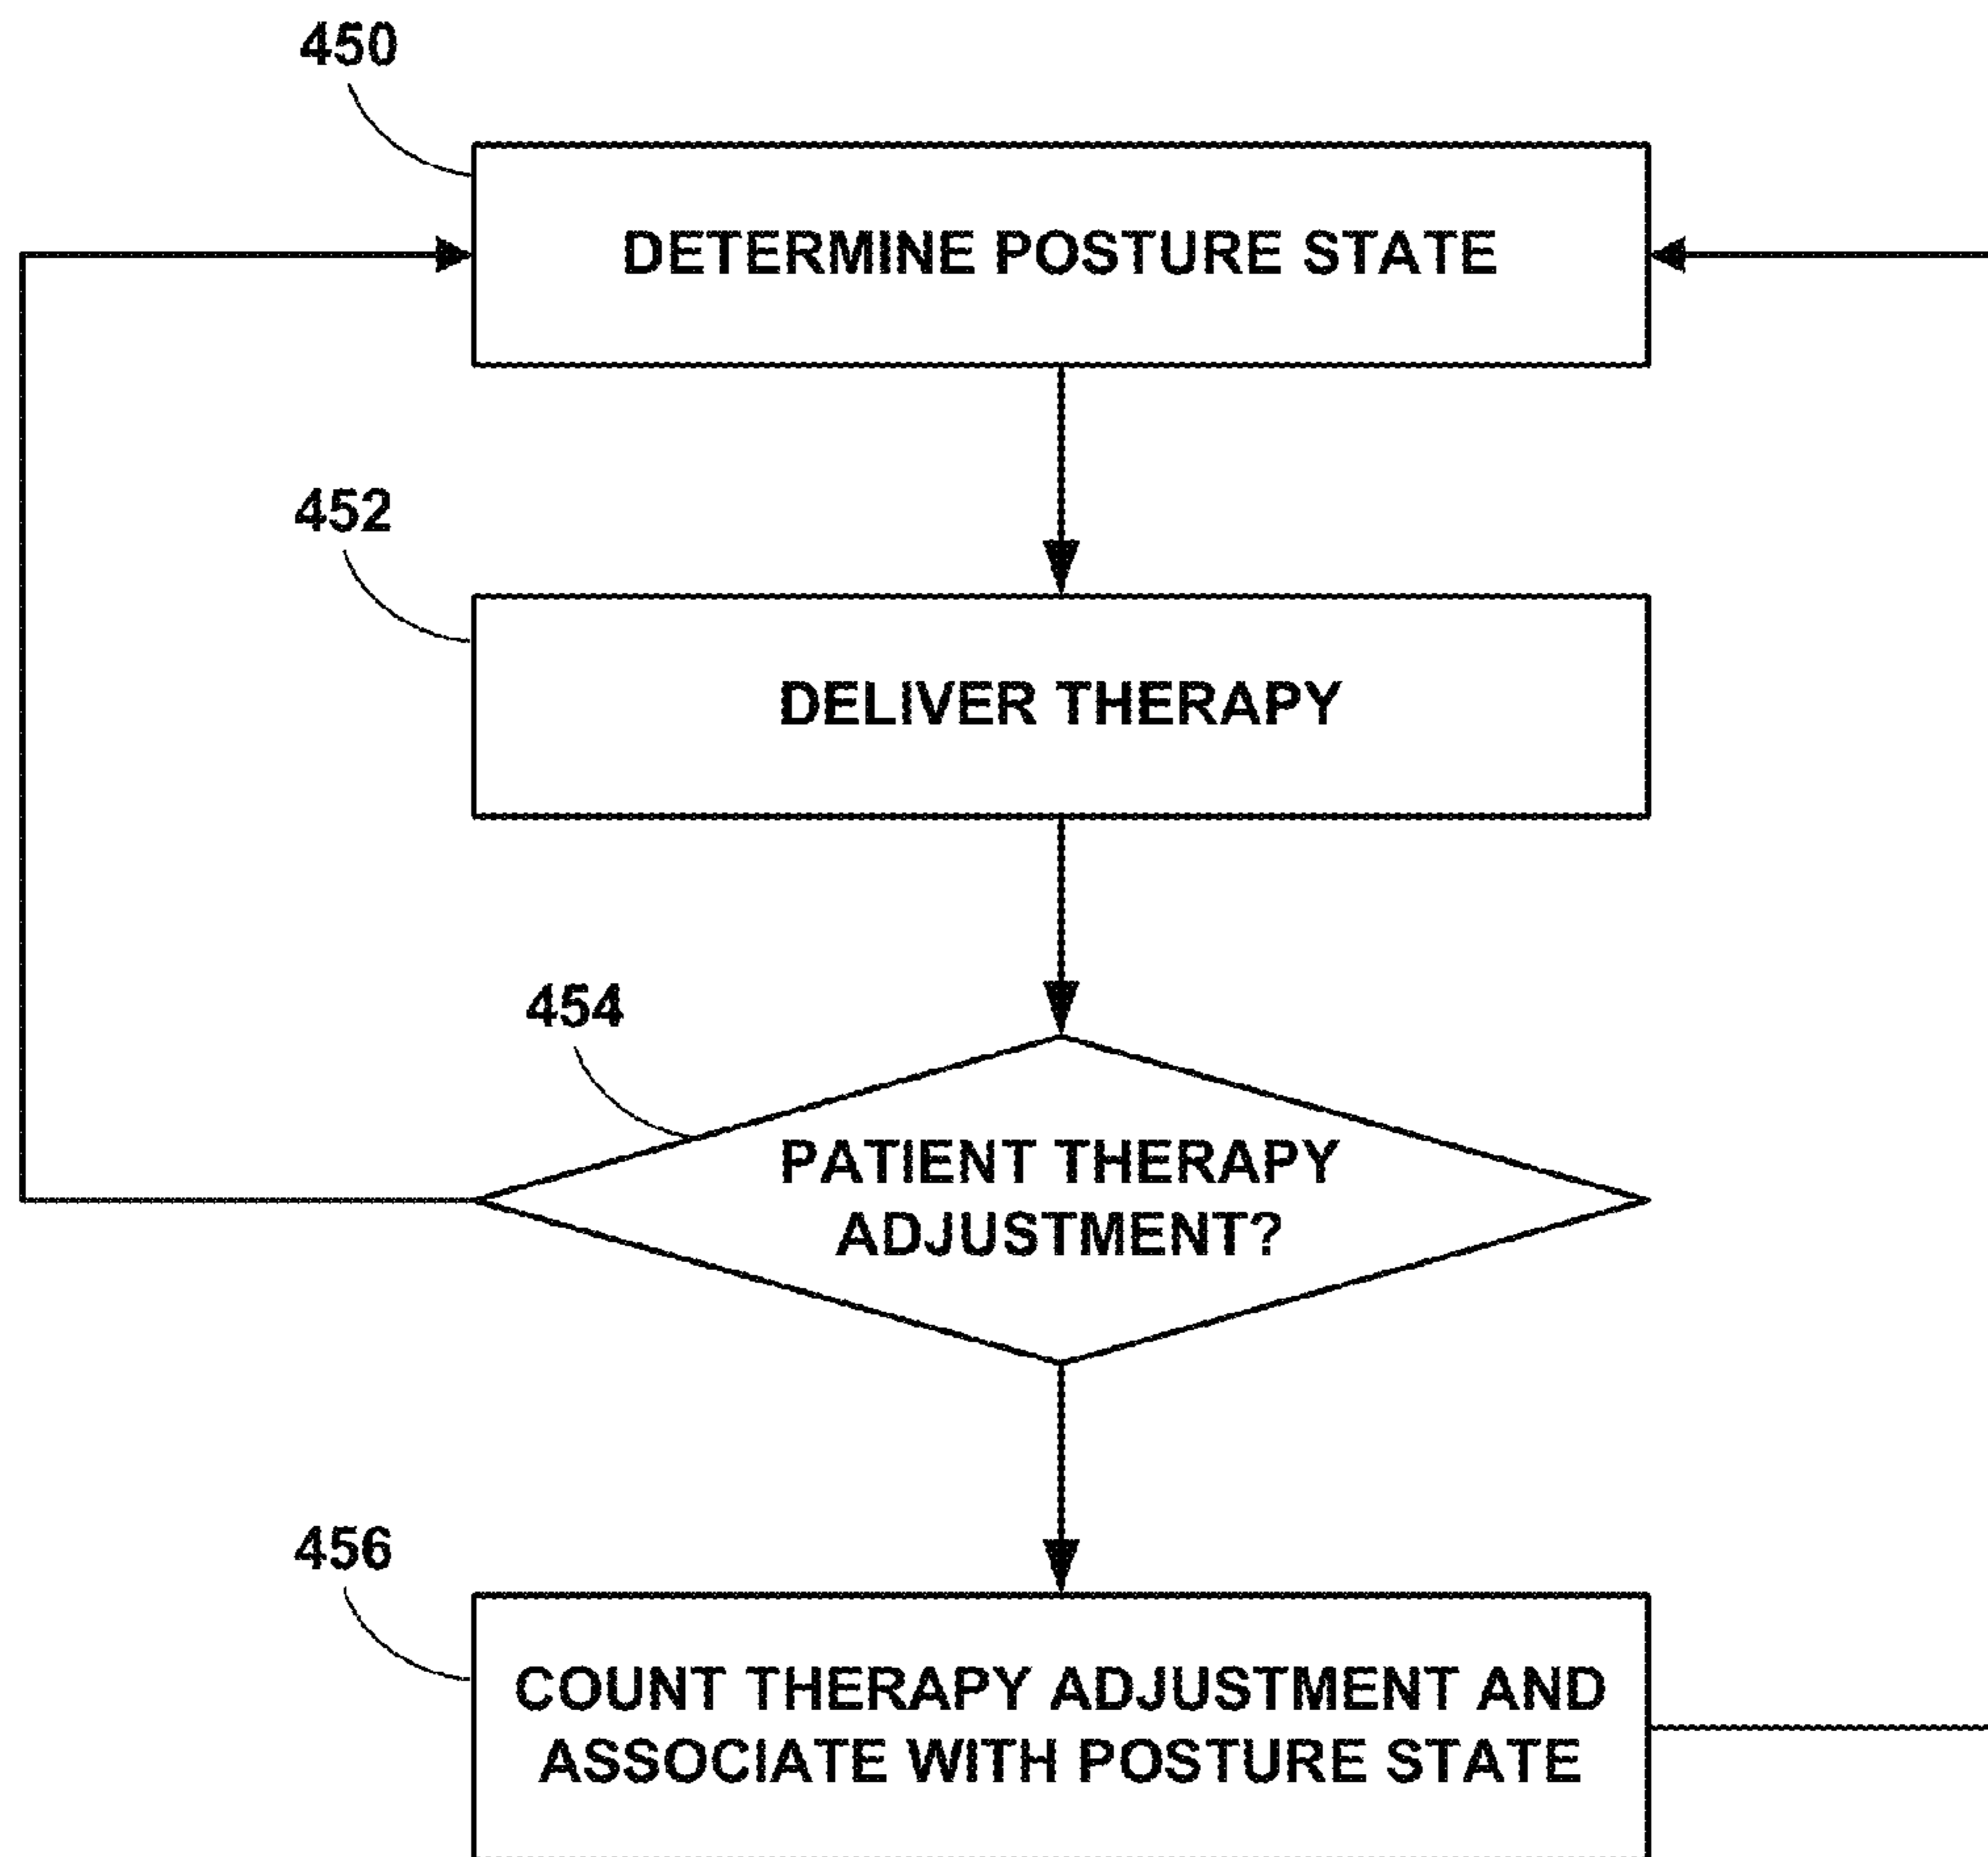 450
DETERMINE POSTURE STATE
452
DELIVER THERAPY
454
PATIENT THERAPY
ADJUSTMENT?
456
COUNT THERAPY ADJUSTMENT AND
ASSOCIATE WITH POSTURE STATE